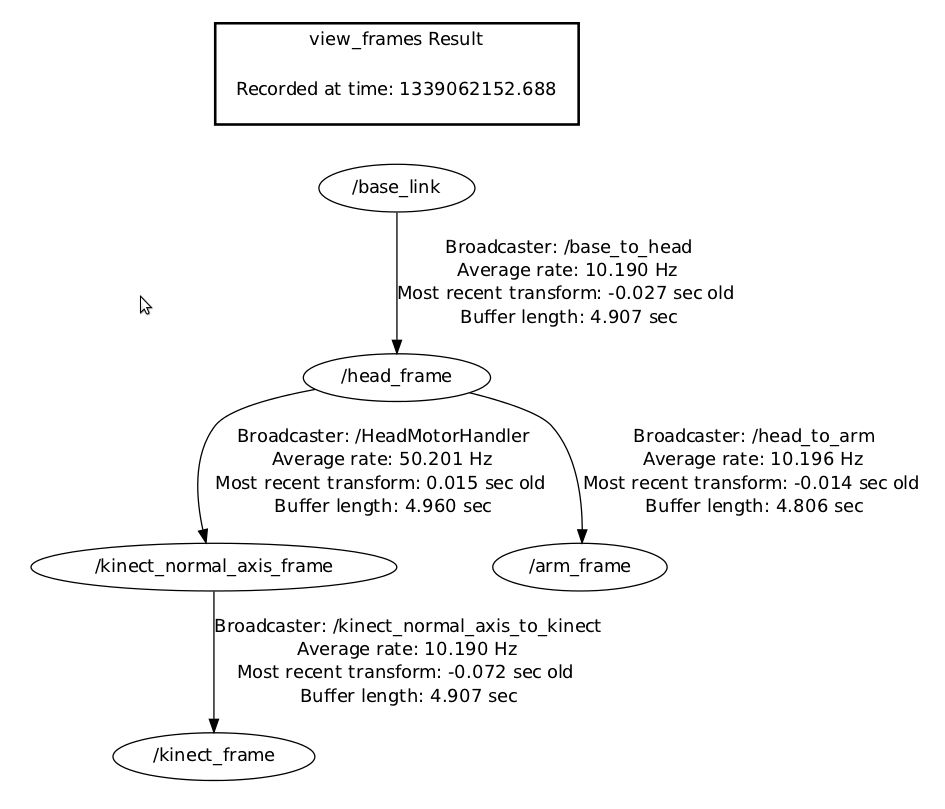 view_frames Result
Recorded at time: 1339062152.688
/base_link
Broadcaster: /base_to_head
Average rate: 10.190 Hz
Most recent transform: -0.027 sec old
Buffer length: 4.907 sec
/head_frame
Broadcaster: /HeadMotorHandler
Average rate: 50.201 Hz
Most recent transform: 0.015 sec old
Buffer length: 4.960 sec
Broadcaster: /head_to_arm
Average rate: 10.196 Hz
Most recent transform: -0.014 sec old
Buffer length: 4.806 sec
/kinect_normal_axis_frame
/arm_frame
Broadcaster: /kinect_normal_axis_to_kinect
Average rate: 10.190 Hz
Most recent transform: -0.072 sec old
Buffer length: 4.907 sec
/kinect_frame